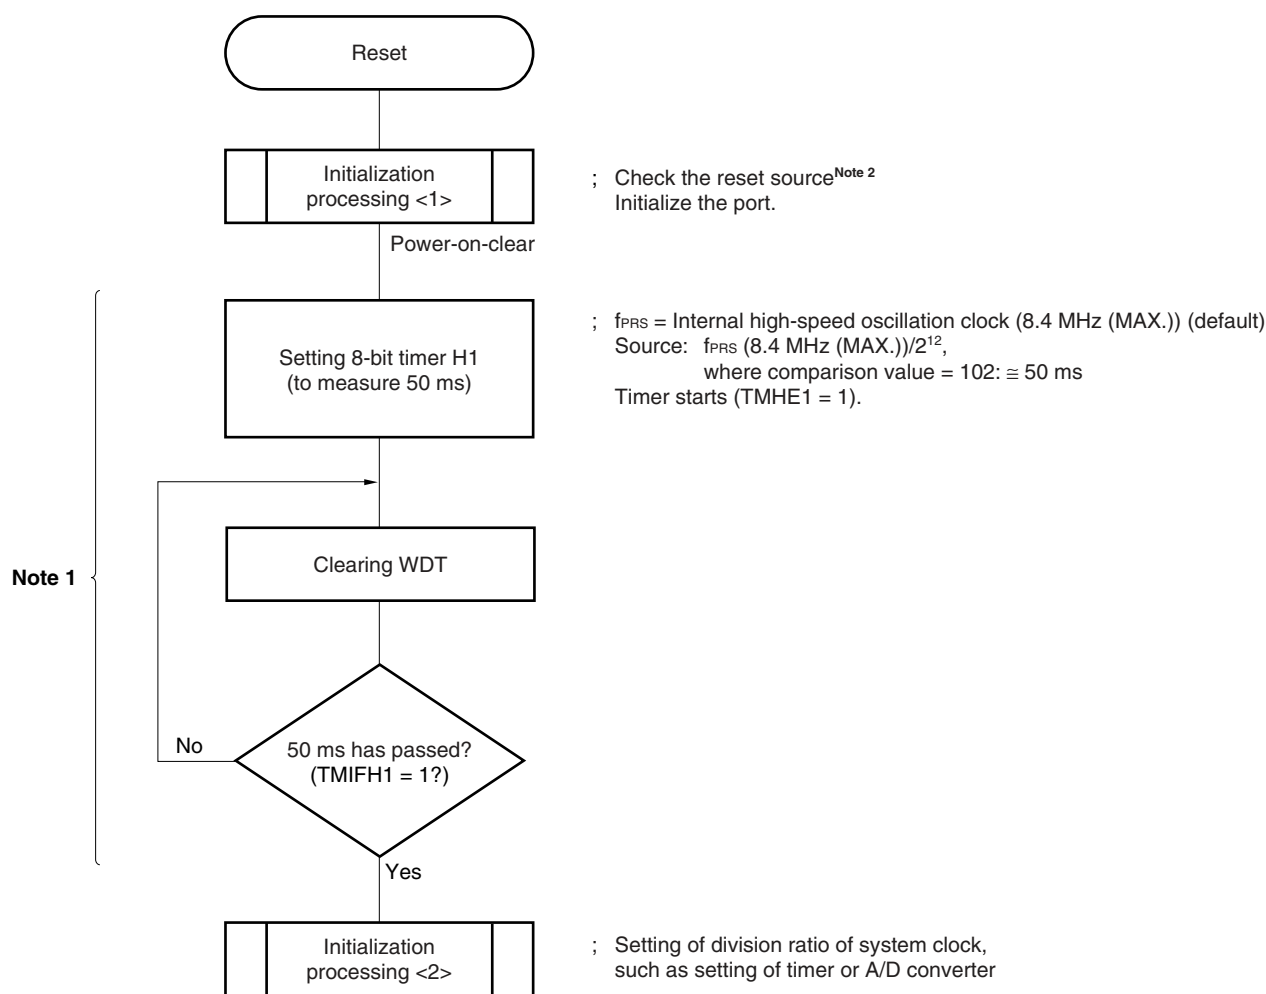 Reset
Initialization
processing <1>
; Check the reset source Note 2
Initialize the port.
Power-on-clear
Setting 8-bit timer H1
(to measure 50 ms)
; fPRS = Internal high-speed oscillation clock (8.4 MHz (MAX.)) (default)
Source: fPRS (8.4 MHz (MAX.))/2¹²,
where comparison value = 102: ≅ 50 ms
Timer starts (TMHE1 = 1).
Note 1
Clearing WDT
No
50 ms has passed?
(TMIFH1 = 1?)
Yes
Initialization
processing <2>
; Setting of division ratio of system clock,
such as setting of timer or A/D converter